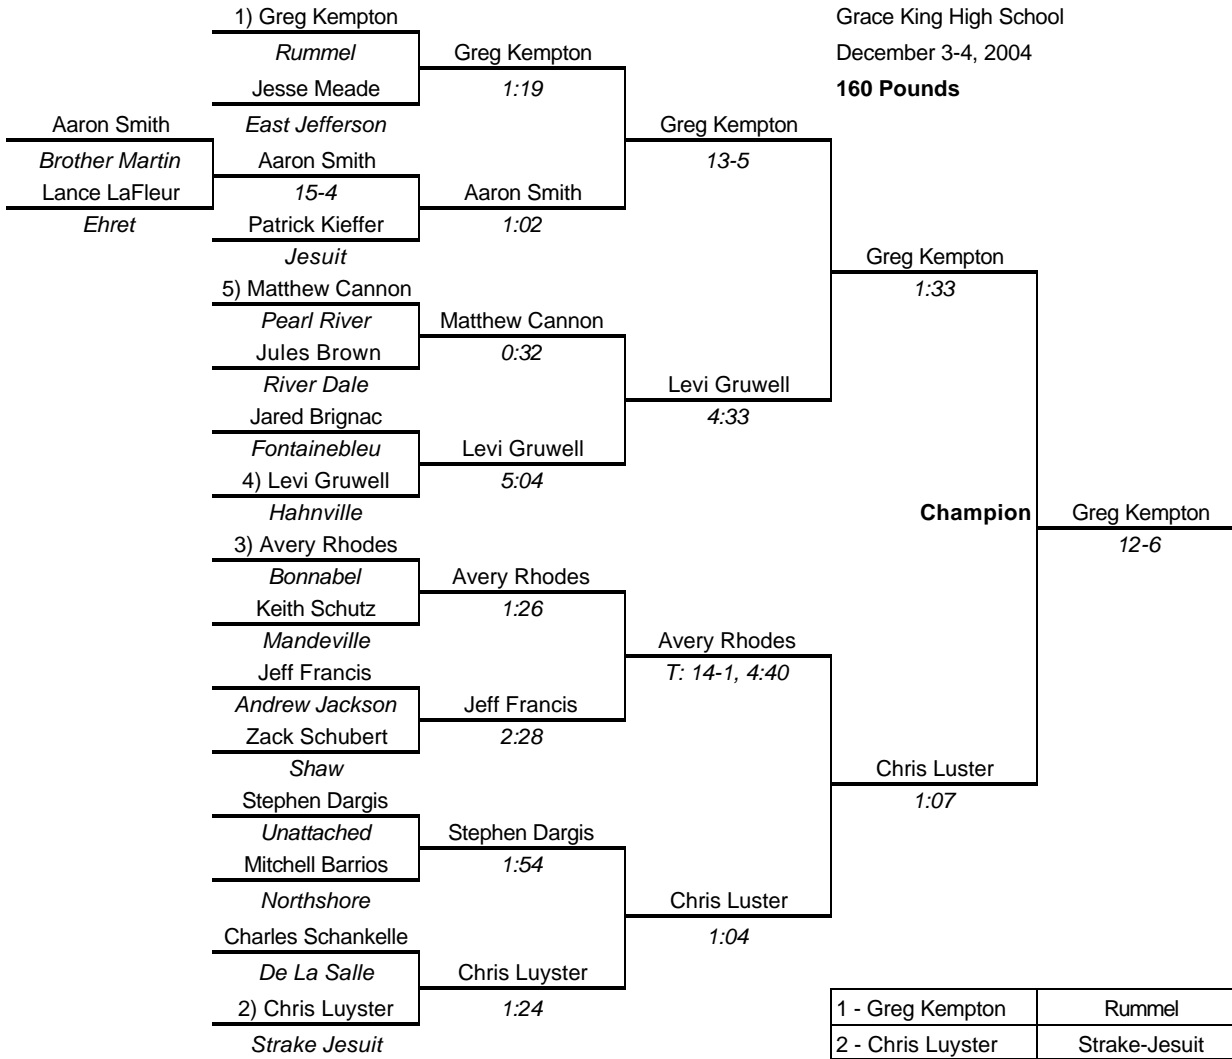 1) Greg Kempton
Grace King High School
Rummel
Greg Kempton
December 3-4, 2004
Jesse Meade
1:19
160 Pounds
Aaron Smith
East Jefferson
Greg Kempton
Brother Martin
Aaron Smith
13-5
Lance LaFleur
15-4
Aaron Smith
Ehret
Patrick Kieffer
1:02
Jesuit
Greg Kempton
5) Matthew Cannon
1:33
Pearl River
Matthew Cannon
Jules Brown
0:32
River Dale
Levi Gruwell
Jared Brignac
4:33
Fontainebleu
Levi Gruwell
4) Levi Gruwell
5:04
Hahnville
Champion
Greg Kempton
3) Avery Rhodes
12-6
Bonnabel
Avery Rhodes
Keith Schutz
1:26
Mandeville
Avery Rhodes
Jeff Francis
T: 14-1, 4:40
Andrew Jackson
Jeff Francis
Zack Schubert
2:28
Shaw
Chris Luster
Stephen Dargis
1:07
Unattached
Stephen Dargis
Mitchell Barrios
1:54
Northshore
Chris Luster
Charles Schankelle
1:04
De La Salle
Chris Luyster
2) Chris Luyster
1:24
1 - Greg Kempton
Rummel
Strake Jesuit
2 - Chris Luyster
Strake-Jesuit